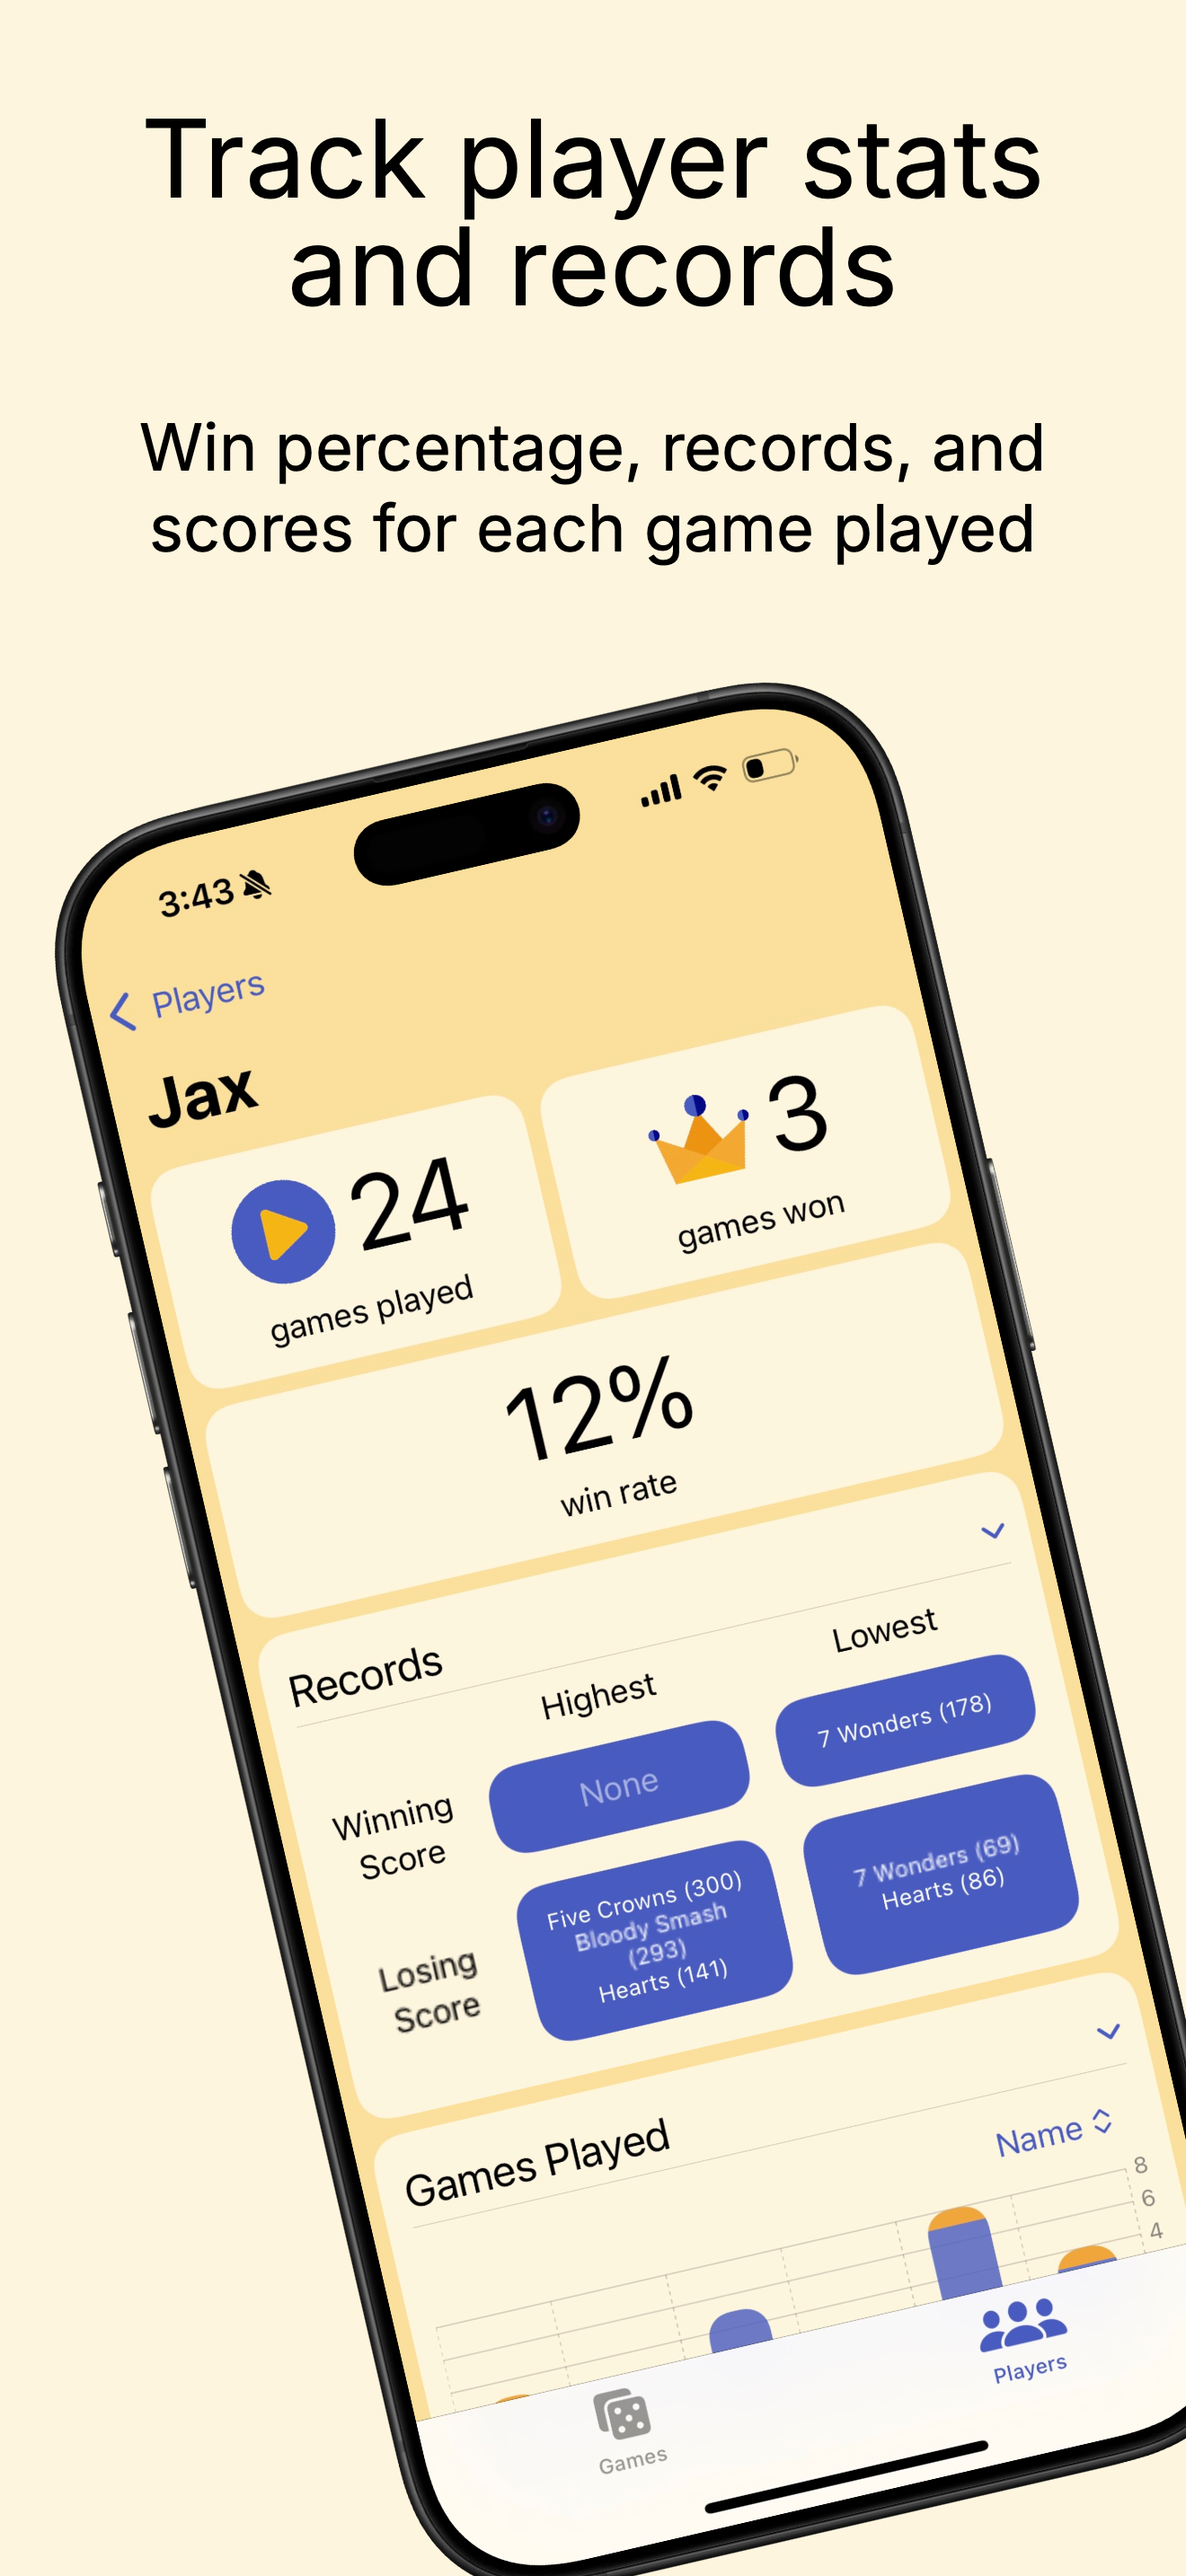 Track player stats
and records
Win percentage, records, and
scores for each game played
3:43
Players
Jax
24
games played
3
games won
12%
win rate
Records
Highest
Lowest
Winning
Score
None
7 Wonders (178)
Losing
Score
Five Crowns (300)
Bloody Smash
(293)
Hearts (141)
7 Wonders (69)
Hearts (86)
Games Played
Name
8
6
4
Games
Players